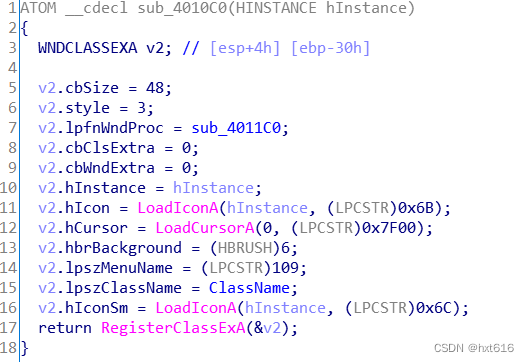 1 ATOM __cdecl sub_4010C0(HINSTANCE hInstance)
2 {
3   WNDCLASSEXA v2; // [esp+4h] [ebp-30h]
4
5   v2.cbSize = 48;
6   v2.style = 3;
7   v2.lpfnWndProc = sub_4011C0;
8   v2.cbClsExtra = 0;
9   v2.cbWndExtra = 0;
10   v2.hInstance = hInstance;
11   v2.hIcon = LoadIconA(hInstance, (LPCSTR)0x6B);
12   v2.hCursor = LoadCursorA(0, (LPCSTR)0x7F00);
13   v2.hbrBackground = (HBRUSH)6;
14   v2.lpszMenuName = (LPCSTR)109;
15   v2.lpszClassName = ClassName;
16   v2.hIconSm = LoadIconA(hInstance, (LPCSTR)0x6C);
17   return RegisterClassExA(&v2);
18 }
CSDN @hxt616